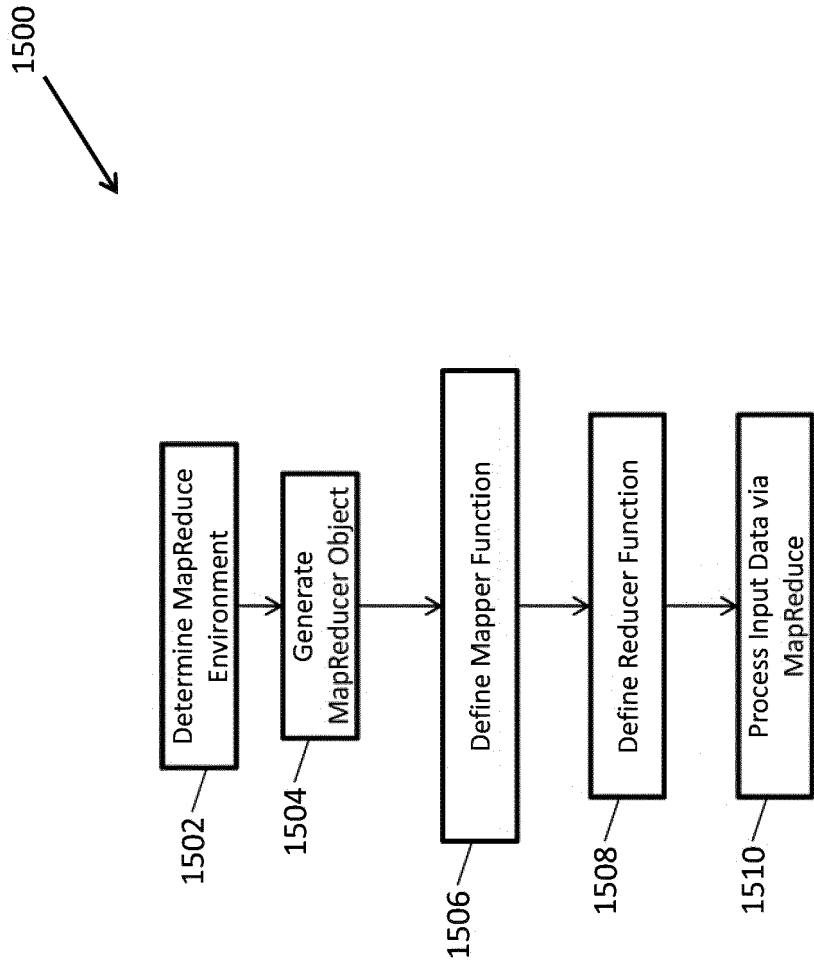 1500
Determine MapReduce
Environment
1502
Generate
MapReducer Object
1504
Define Mapper Function
1506
Define Reducer Function
1508
Process Input Data via
MapReduce
1510